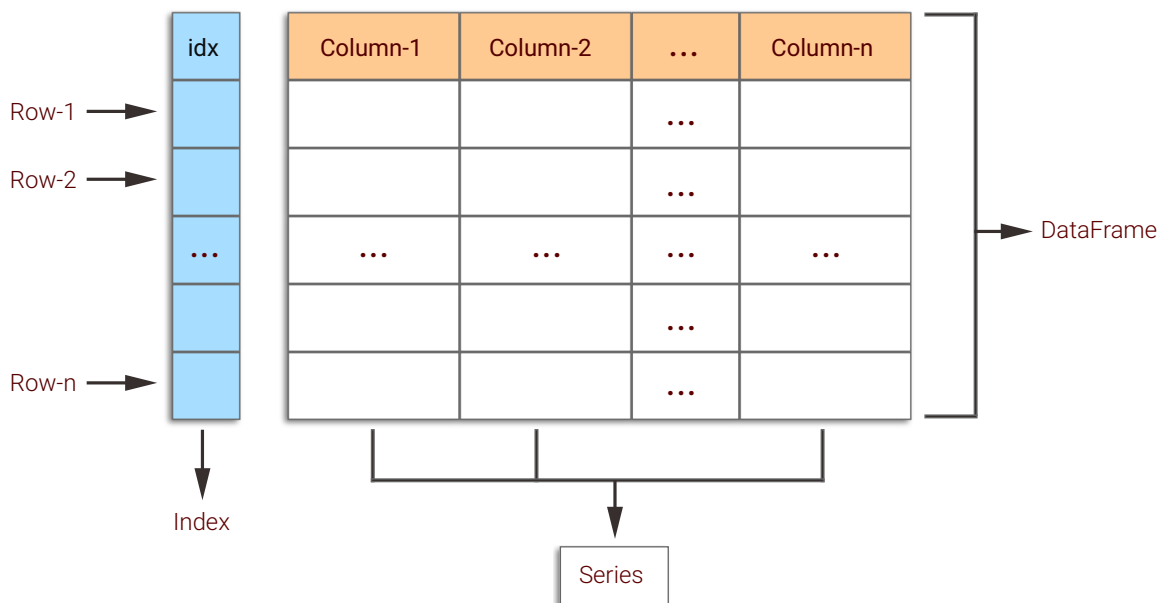 idx Column-1 Column-2 ... Column-n
Row-1 ...
Row-2 ...
... ... ... ... ...
DataFrame
...
Row-n ...
Index
Series